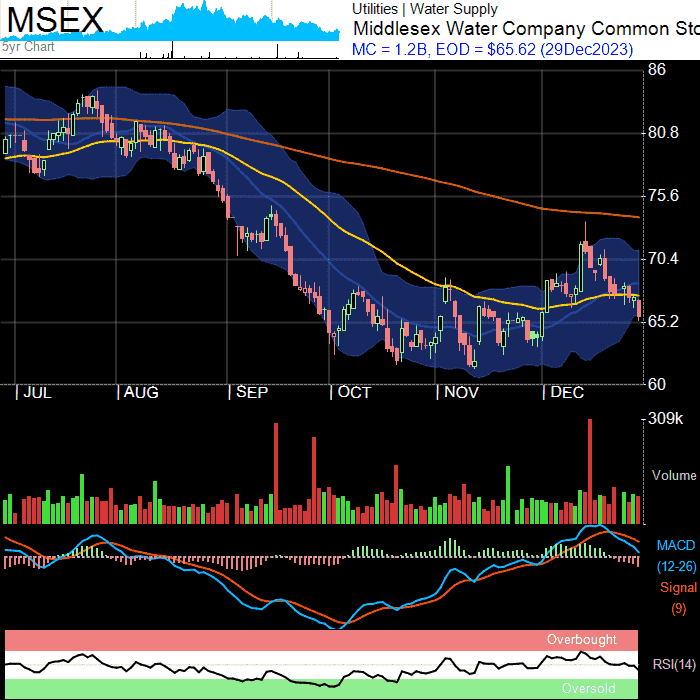 MSEX
5yr Chart
Utilities | Water Supply
Middlesex Water Company Common Sto
MC = 1.2B, EOD = $65.62 (29Dec2023)
86
80.8
75.6
70.4
65.2
60
JUL AUG SEP OCT NOV DEC
309k
Volume
MACD
(12-26)
Signal
(9)
Overbought
RSI(14)
Oversold